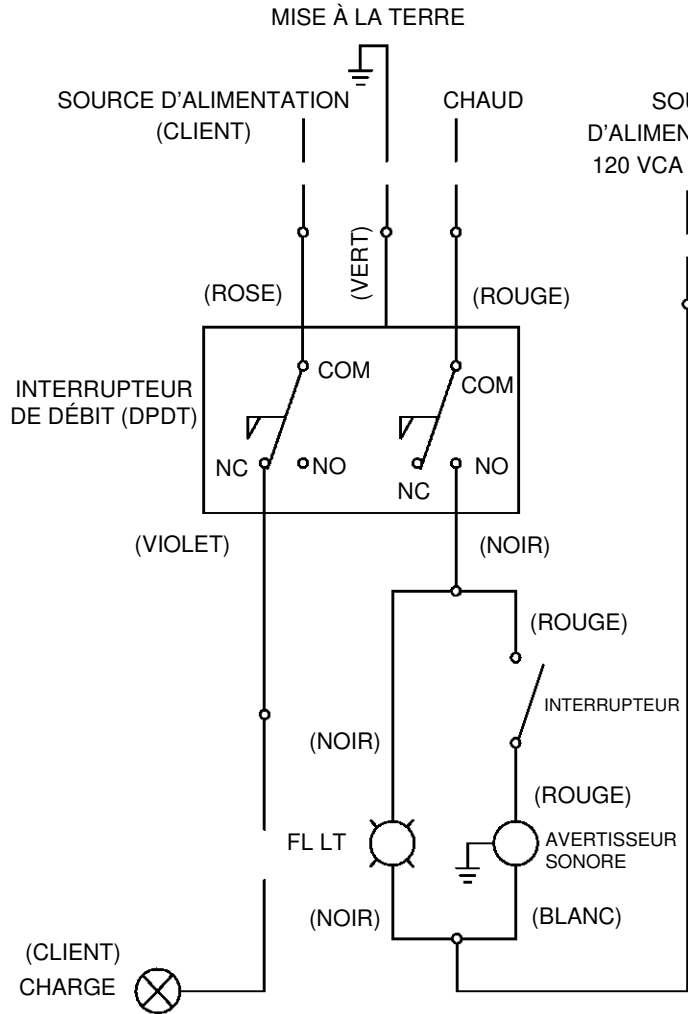 MISE À LA TERRE
SOURCE D'ALIMENTATION
(CLIENT)
CHAUD
120 VCA
(ROSE)
(VERT)
(ROUGE)
INTERRUPTEUR
DE DÉBIT (DPDT)
COM
COM
NC
NO
NC
NO
(VIOLET)
(NOIR)
(ROUGE)
INTERRUPTEUR
(NOIR)
(ROUGE)
FL LT
AVERTISSEUR
SONORE
(NOIR)
(BLANC)
(CLIENT)
CHARGE